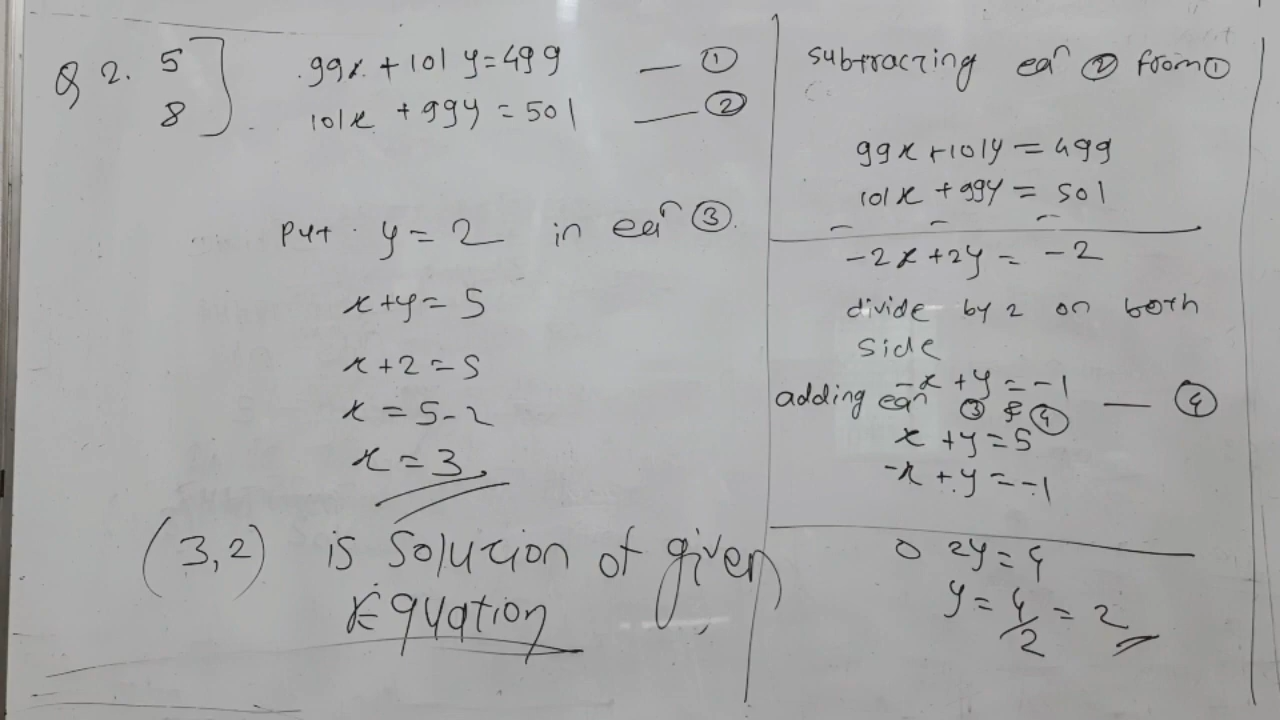 Q 2. 5
8
99x + 101y = 499 — ①
101x + 99y = 501 — ②
put y = 2 in eqn ③.
x + y = 5
x + 2 = 5
x = 5 - 2
x = 3
(3,2) is solution of given
Equation
subtracting eqn ② from ①
99x + 101y = 499
101x + 99y = 501
- - -
-2x + 2y = -2
divide by 2 on both
side
-x + y = -1 — ④
adding eqn ③ & ④
x + y = 5
-x + y = -1
0 2y = 4
y = 4/2 = 2